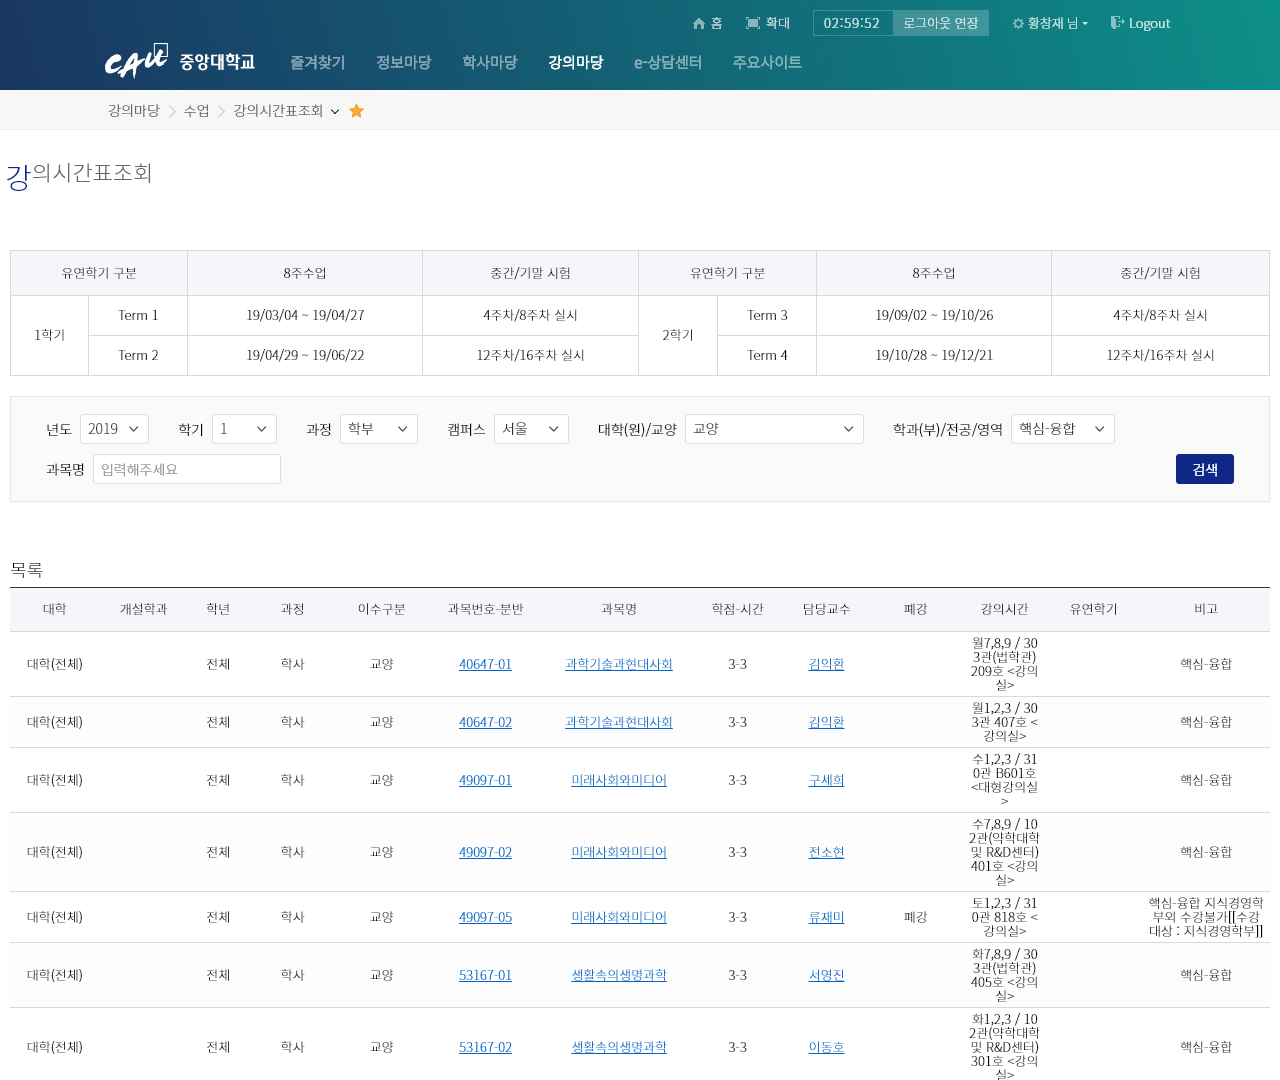 홈 확대 02:59:52 로그아웃 연장 황창재 님 Logout
CAU 중앙대학교 즐겨찾기 정보마당 학사마당 강의마당 e-상담센터 주요사이트
강의마당 수업 강의시간표조회
강의시간표조회
유연학기 구분 8주수업 중간/기말 시험 유연학기 구분 8주수업 중간/기말 시험
1학기 Term 1 19/03/04 ~ 19/04/27 4주차/8주차 실시 2학기 Term 3 19/09/02 ~ 19/10/26 4주차/8주차 실시
Term 2 19/04/29 ~ 19/06/22 12주차/16주차 실시 Term 4 19/10/28 ~ 19/12/21 12주차/16주차 실시
년도 2019 학기 1 과정 학부 캠퍼스 서울 대학(원)/교양 교양 학과(부)/전공/영역 핵심-융합
과목명 입력해주세요 검색
목록
대학 개설학과 학년 과정 이수구분 과목번호-분반 과목명 학점-시간 담당교수 폐강 강의시간 유연학기 비고
대학(전체) 전체 학사 교양 40647-01 과학기술과현대사회 3-3 김익환 월7,8,9 / 30
3관(법학관)
209호 <강의
실> 핵심-융합
대학(전체) 전체 학사 교양 40647-02 과학기술과현대사회 3-3 김익환 월1,2,3 / 30
3관 407호 <
강의실> 핵심-융합
대학(전체) 전체 학사 교양 49097-01 미래사회와미디어 3-3 구세희 수1,2,3 / 31
0관 B601호
<대형강의실
> 핵심-융합
대학(전체) 전체 학사 교양 49097-02 미래사회와미디어 3-3 전소현 수7,8,9 / 10
2관(약학대학
및 R&D센터)
401호 <강의
실> 핵심-융합
대학(전체) 전체 학사 교양 49097-05 미래사회와미디어 3-3 류재미 폐강 토1,2,3 / 31
0관 818호 <
강의실> 핵심-융합 지식경영학
부외 수강불가[[수강
대상 : 지식경영학부]]
대학(전체) 전체 학사 교양 53167-01 생활속의생명과학 3-3 서영진 화7,8,9 / 30
3관(법학관)
405호 <강의
실> 핵심-융합
대학(전체) 전체 학사 교양 53167-02 생활속의생명과학 3-3 이동호 화1,2,3 / 10
2관(약학대학
및 R&D센터)
301호 <강의
실> 핵심-융합